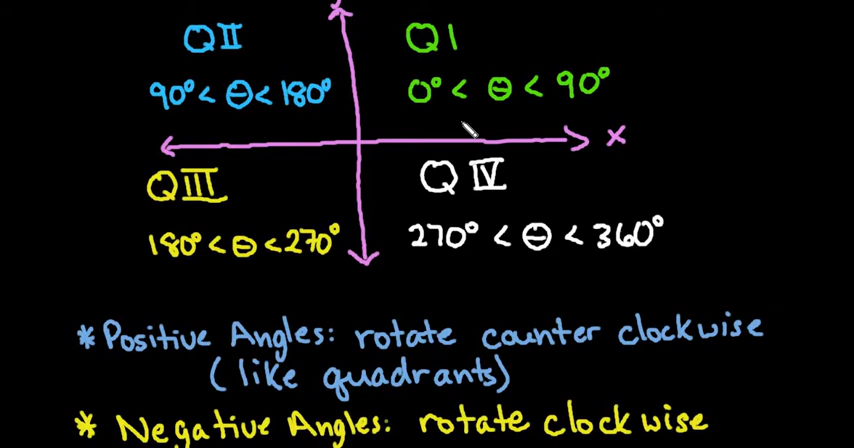 QII QI
90° < θ < 180° 0° < θ < 90°
x
QIII QIV
180° < θ < 270° 270° < θ < 360°
* Positive Angles: rotate counter clockwise
(like quadrants)
* Negative Angles: rotate clockwise